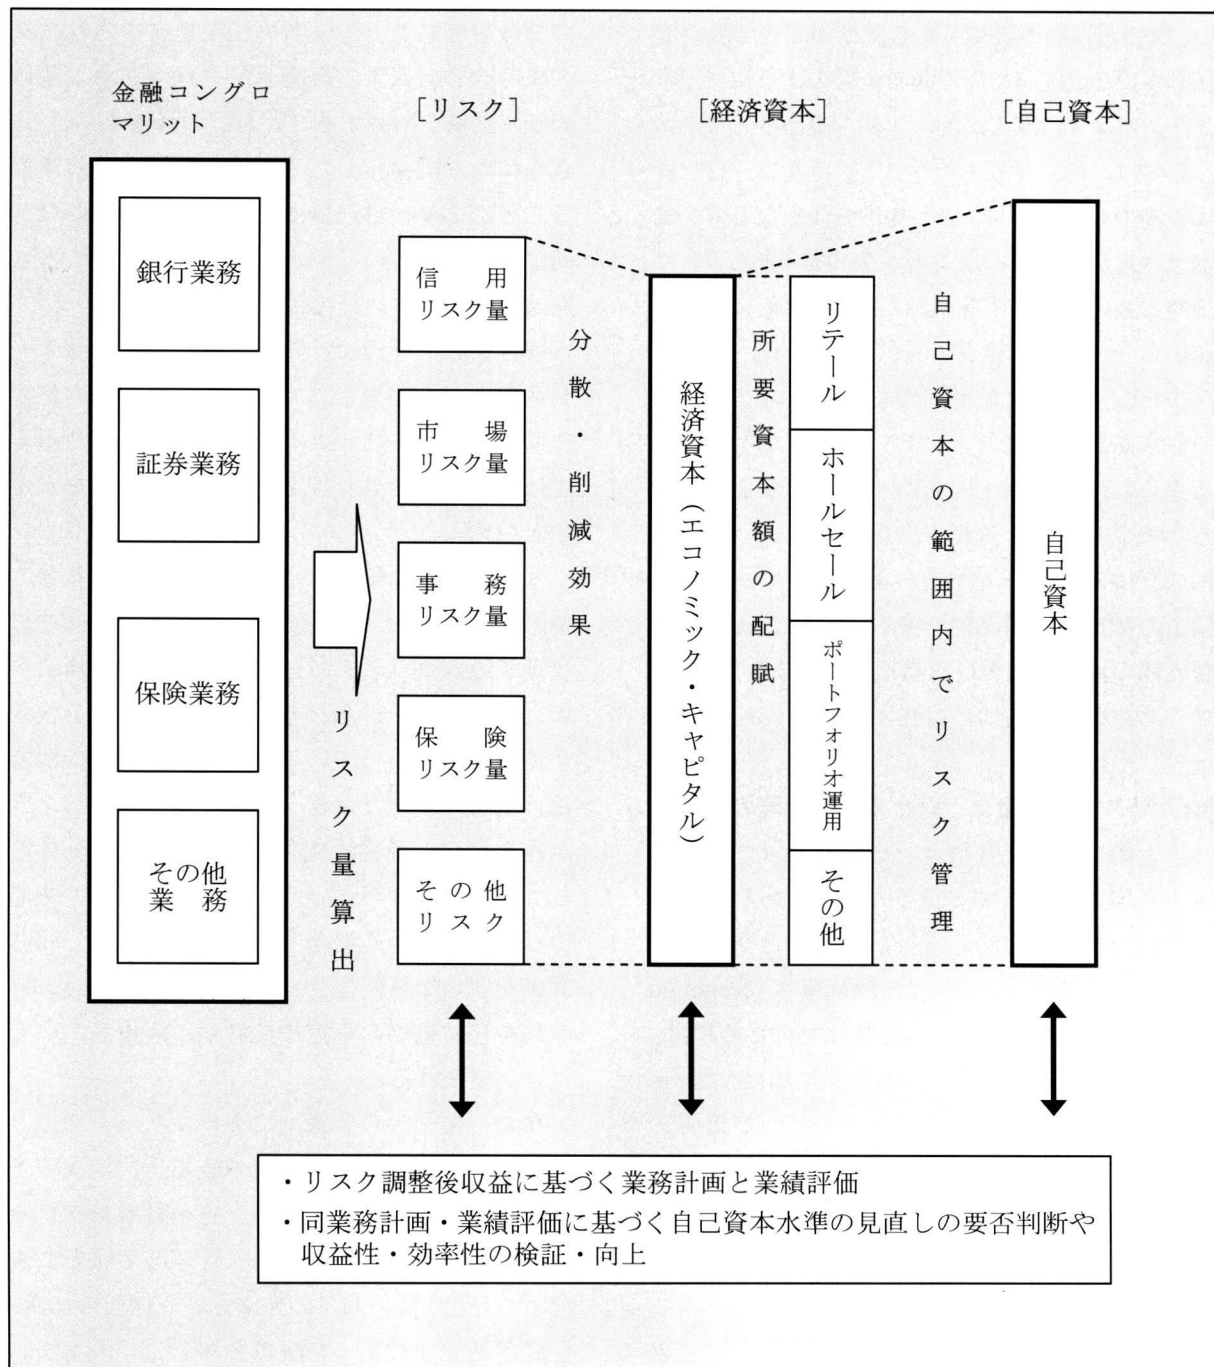 金融コングロ
マリット
[リスク]
[経済資本]
[自己資本]
銀行業務
証券業務
保険業務
その他
業務
リスク量算出
信用
リスク量
市場
リスク量
事務
リスク量
保険
リスク量
その他
リスク
分散・削減効果
経済資本（エコノミック・キャピタル）
所要資本額の配賦
リテール
ホールセール
ポートフォリオ運用
その他
自己資本の範囲内でリスク管理
自己資本
・リスク調整後収益に基づく業務計画と業績評価
・同業務計画・業績評価に基づく自己資本水準の見直しの要否判断や
収益性・効率性の検証・向上